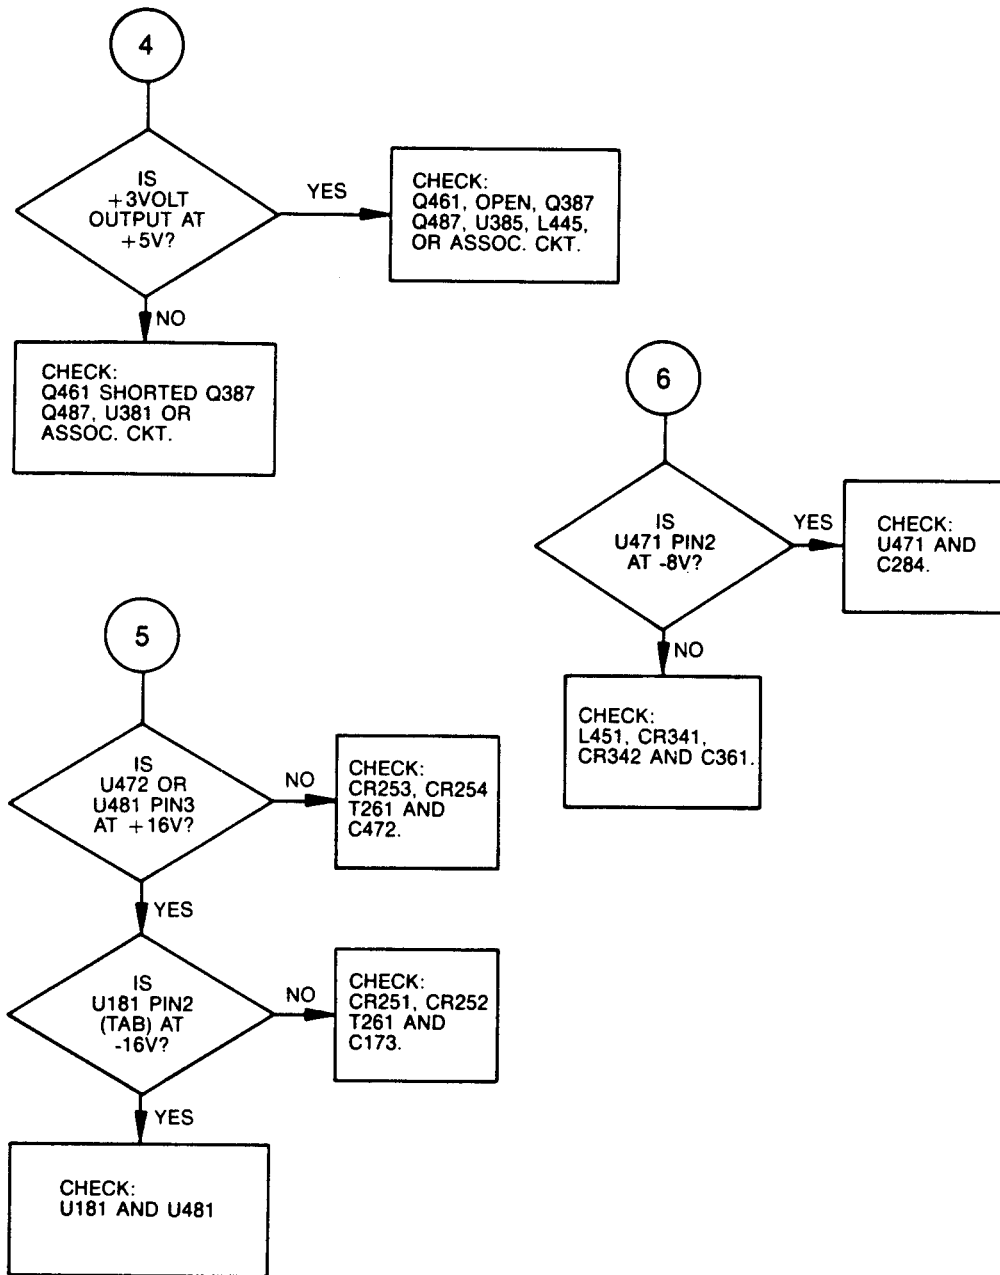 4
IS
+3VOLT
OUTPUT AT
+5V?
YES
CHECK:
Q461, OPEN, Q387
Q487, U385, L445,
OR ASSOC. CKT.
NO
CHECK:
Q461 SHORTED Q387
Q487, U381 OR
ASSOC. CKT.
6
IS
U471 PIN2
AT -8V?
YES
CHECK:
U471 AND
C284.
NO
CHECK:
L451, CR341,
CR342 AND C361.
5
IS
U472 OR
U481 PIN3
AT +16V?
NO
CHECK:
CR253, CR254
T261 AND
C472.
YES
IS
U181 PIN2
(TAB) AT
-16V?
NO
CHECK:
CR251, CR252
T261 AND
C173.
YES
CHECK:
U181 AND U481